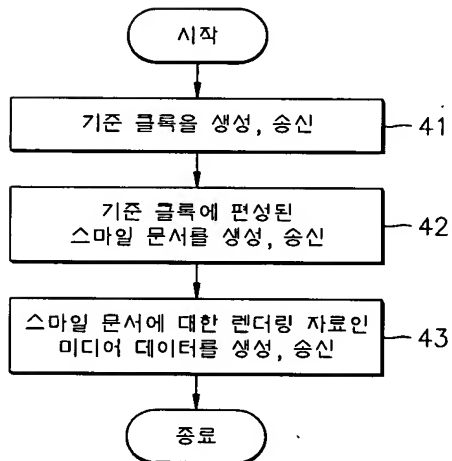 시작
기준 클록을 생성, 송신
41
기준 클록에 편성된
스마일 문서를 생성, 송신
42
스마일 문서에 대한 렌더링 자료인
미디어 데이터를 생성, 송신
43
종료